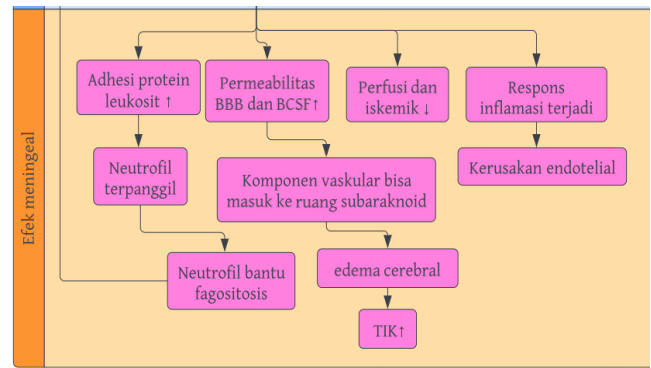 Efek meningeal
Adhesi protein
leukosit ↑
Permeabilitas
BBB dan BCSF↑
Perfusi dan
iskemik ↓
Respons
inflamasi terjadi
Neutrofil
terpanggil
Komponen vaskular bisa
masuk ke ruang subaraknoid
Kerusakan endotelial
Neutrofil bantu
fagositosis
edema cerebral
TIK↑